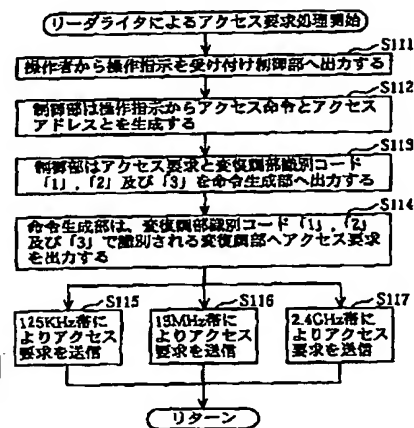 リーダライタによるアクセス要求処理開始
S111
操作者から操作指示を受け付け制御部へ出力する
S112
制御部は操作指示からアクセス命令とアクセス
アドレスとを生成する
S113
制御部はアクセス要求と変復調部識別コード
「1」，「2」及び「3」を命令生成部へ出力する
S114
命令生成部は、変復調部識別コード「1」，「2」
及び「3」で識別される変復調部へアクセス要求
を出力する
S115
S116
S117
125KHz帯に
よりアクセス
要求を送信
13MHz帯に
よりアクセス
要求を送信
2.4GHz帯に
よりアクセス
要求を送信
リターン